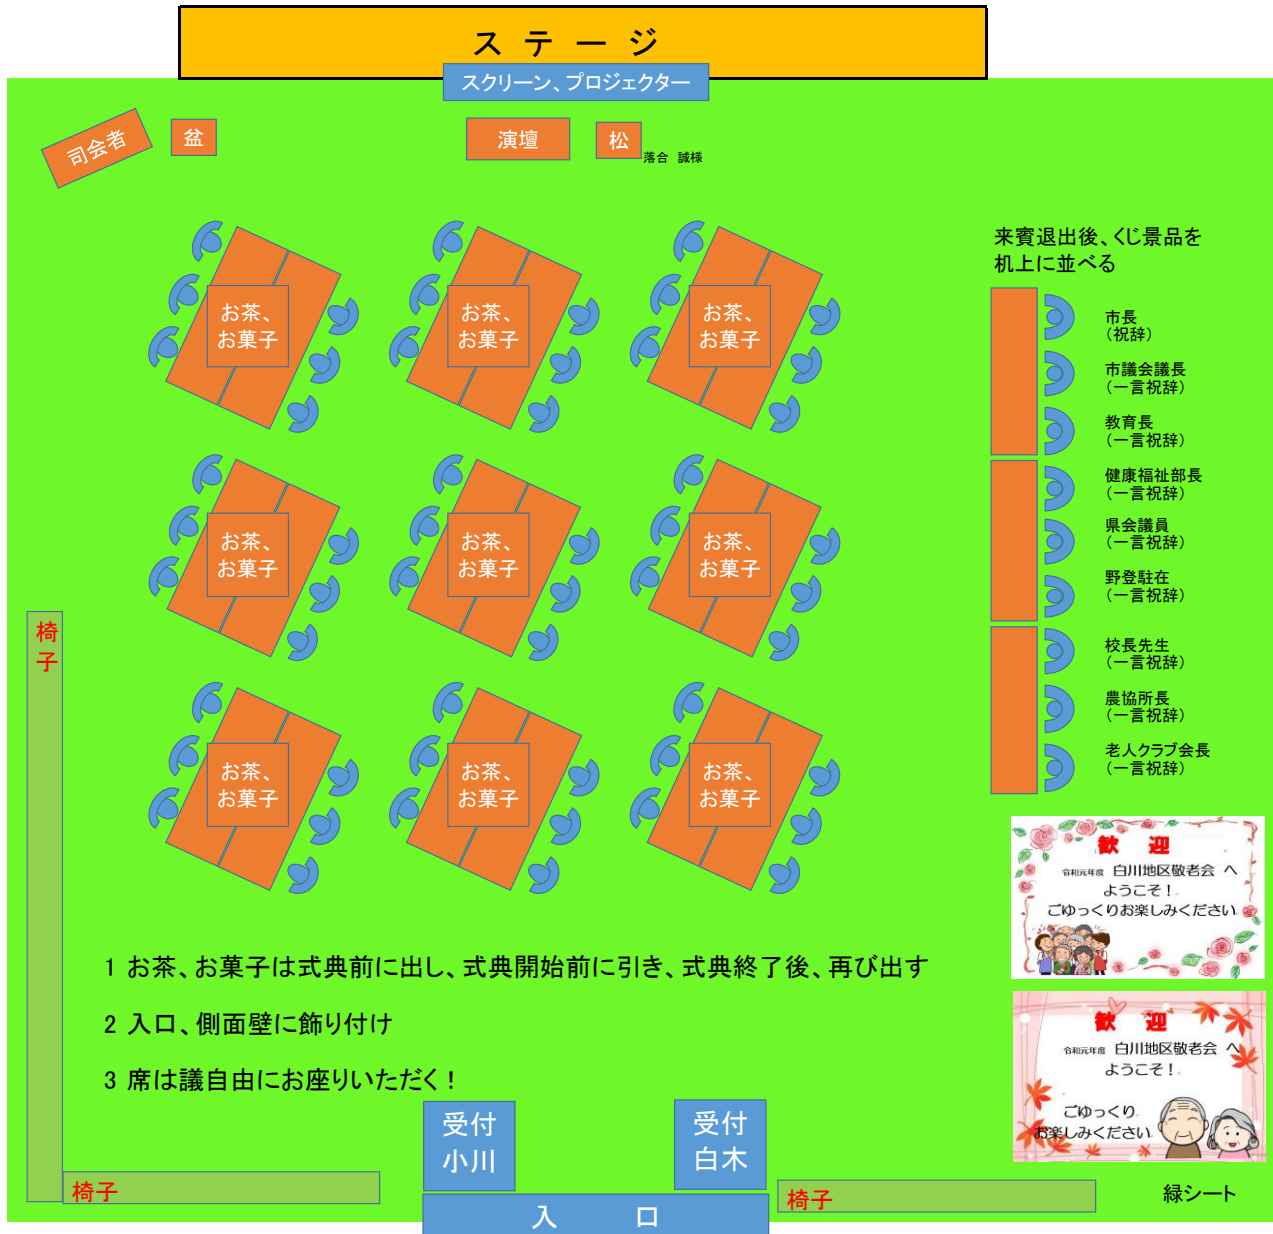 ステージ
スクリーン、プロジェクター
司会者
盆
演壇
松
落合　誠様
お茶、
お菓子
お茶、
お菓子
お茶、
お菓子
お茶、
お菓子
お茶、
お菓子
お茶、
お菓子
お茶、
お菓子
お茶、
お菓子
お茶、
お菓子
来賓退出後、くじ景品を
机上に並べる
市長
（祝辞）
市議会議長
（一言祝辞）
教育長
（一言祝辞）
健康福祉部長
（一言祝辞）
県会議員
（一言祝辞）
野登駐在
（一言祝辞）
校長先生
（一言祝辞）
農協所長
（一言祝辞）
老人クラブ会長
（一言祝辞）
椅
子
歓　迎
令和元年度　白川地区敬老会　へ
ようこそ！
ごゆっくりお楽しみください
歓　迎
令和元年度　白川地区敬老会　へ
ようこそ！
ごゆっくり
お楽しみください
1 お茶、お菓子は式典前に出し、式典開始前に引き、式典終了後、再び出す
2 入口、側面壁に飾り付け
3 席は議自由にお座りいただく！
受付
小川
受付
白木
椅子
入　口
椅子
緑シート